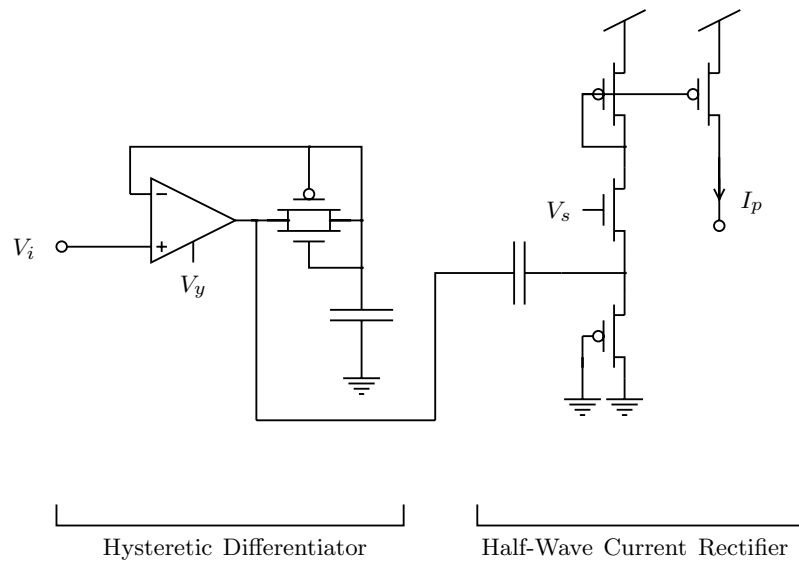 V_s
I_p
−
V_i
+
V_y
Hysteretic Differentiator
Half-Wave Current Rectifier